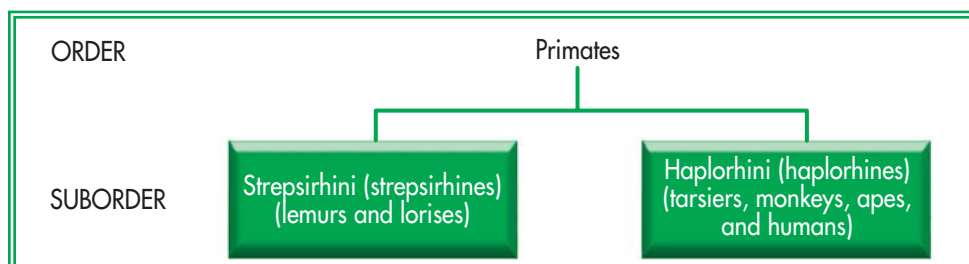 ORDER
Primates
SUBORDER
Strepsirhini (strepsirhines)
(lemurs and lorises)
Haplorhini (haplorhines)
(tarsiers, monkeys, apes,
and humans)